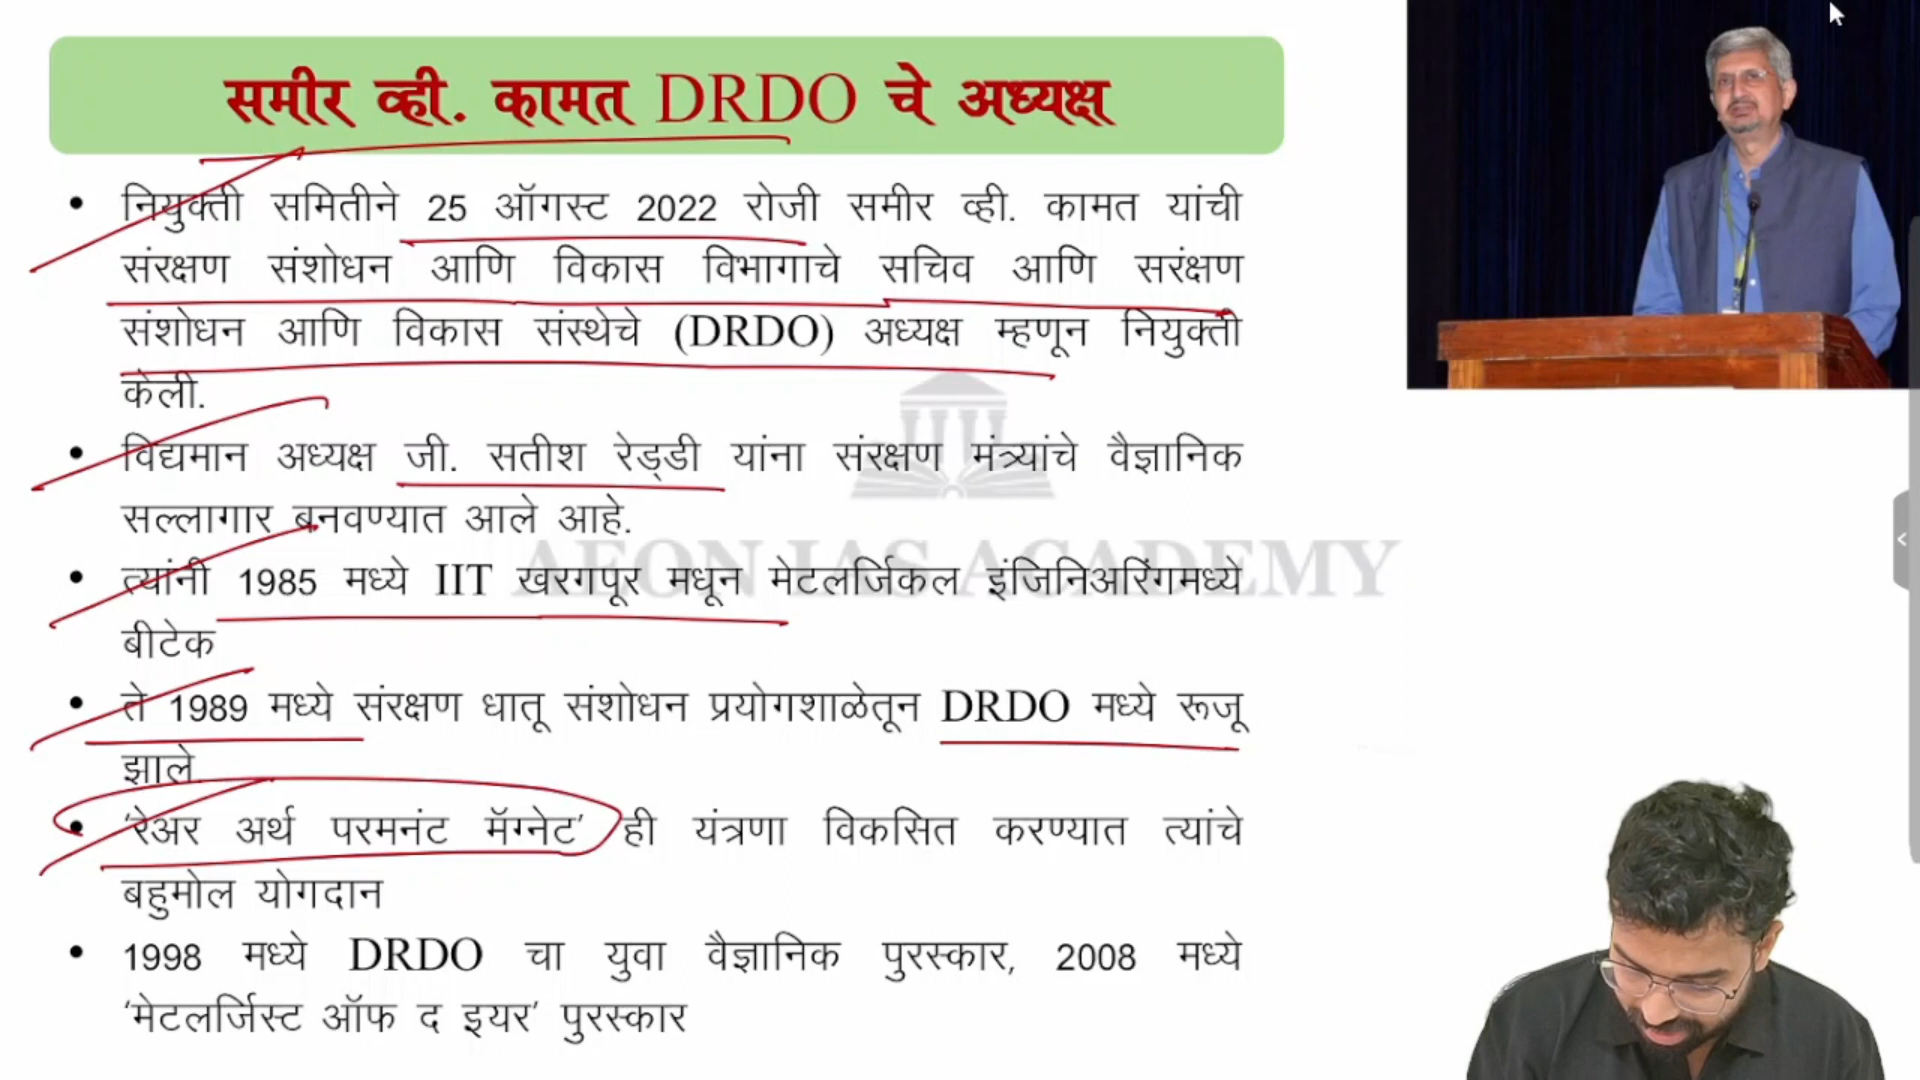 समीर व्ही. कामत DRDO चे अध्यक्ष
• नियुक्ती समितीने 25 ऑगस्ट 2022 रोजी समीर व्ही. कामत यांची
संरक्षण संशोधन आणि विकास विभागाचे सचिव आणि सरंक्षण
संशोधन आणि विकास संस्थेचे (DRDO) अध्यक्ष म्हणून नियुक्ती
केली.
• विद्यमान अध्यक्ष जी. सतीश रेड्डी यांना संरक्षण मंत्र्यांचे वैज्ञानिक
सल्लागार बनवण्यात आले आहे.
AEON IAS ACADEMY
• त्यांनी 1985 मध्ये IIT खरगपूर मधून मेटलर्जिकल इंजिनिअरिंगमध्ये
बीटेक
• ते 1989 मध्ये संरक्षण धातू संशोधन प्रयोगशाळेतून DRDO मध्ये रूजू
झाले.
• 'रेअर अर्थ परमनंट मॅग्नेट' ही यंत्रणा विकसित करण्यात त्यांचे
बहुमोल योगदान
• 1998 मध्ये DRDO चा युवा वैज्ञानिक पुरस्कार, 2008 मध्ये
'मेटलर्जिस्ट ऑफ द इयर' पुरस्कार